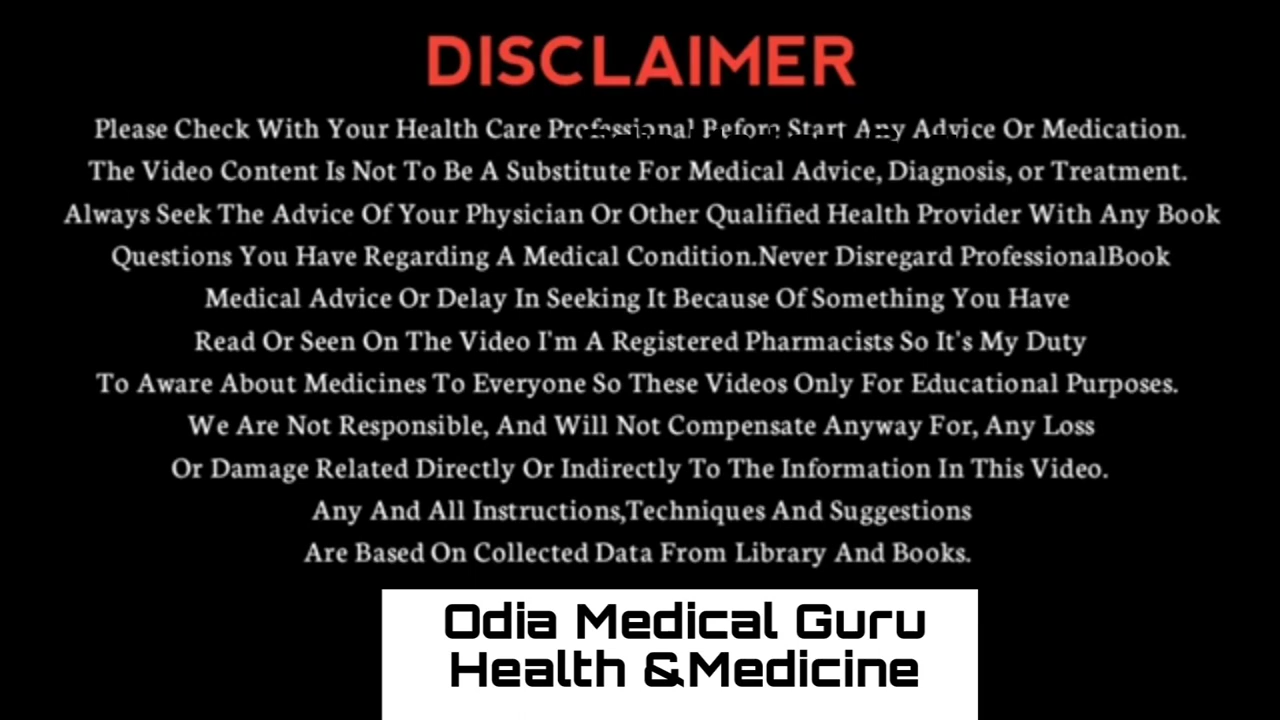 DISCLAIMER
Please Check With Your Health Care Professional Before Start Any Advice Or Medication.
The Video Content Is Not To Be A Substitute For Medical Advice, Diagnosis, or Treatment.
Always Seek The Advice Of Your Physician Or Other Qualified Health Provider With Any Book
Questions You Have Regarding A Medical Condition.Never Disregard ProfessionalBook
Medical Advice Or Delay In Seeking It Because Of Something You Have
Read Or Seen On The Video I'm A Registered Pharmacists So It's My Duty
To Aware About Medicines To Everyone So These Videos Only For Educational Purposes.
We Are Not Responsible, And Will Not Compensate Anyway For, Any Loss
Or Damage Related Directly Or Indirectly To The Information In This Video.
Any And All Instructions,Techniques And Suggestions
Are Based On Collected Data From Library And Books.
Odia Medical Guru
Health &Medicine